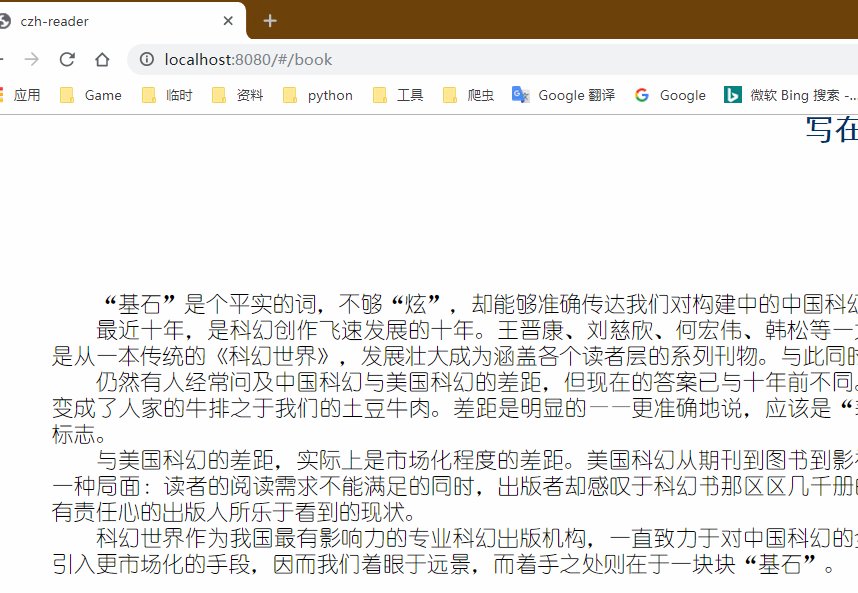 czh-reader
localhost:8080/#/book
应用 Game 临时 资料 python 工具 爬虫 Google 翻译 Google 微软 Bing 搜索 -...
写在
“基石”是个平实的词，不够“炫”，却能够准确传达我们对构建中的中国科幻
最近十年，是科幻创作飞速发展的十年。王晋康、刘慈欣、何宏伟、韩松等一
是从一本传统的《科幻世界》，发展壮大成为涵盖各个读者层的系列刊物。与此同时
仍然有人经常问及中国科幻与美国科幻的差距，但现在的答案已与十年前不同。
变成了人家的牛排之于我们的土豆牛肉。差距是明显的——更准确地说，应该是“
标志。
与美国科幻的差距，实际上是市场化程度的差距。美国科幻从期刊到图书到影
一种局面：读者的阅读需求不能满足的同时，出版者却感叹于科幻书那区区几千册的
有责任心的出版人所乐于看到的现状。
科幻世界作为我国最有影响力的专业科幻出版机构，一直致力于对中国科幻的
引入更市场化的手段，因而我们着眼于远景，而着手之处则在于一块块“基石”。